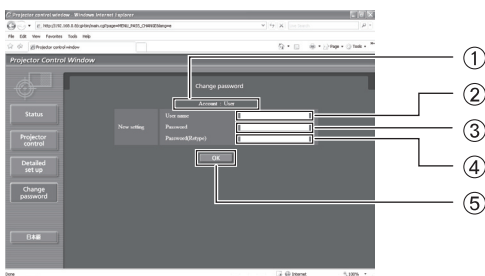 Projector control window - Windows Internet Explorer
File Edit View Favorites Tools Help
Projector control window
Page Tools
Projector Control Window
Change password
Account : User
User name
New setting
Password
Password(Retype)
OK
Status
Projector control
Detailed set up
Change password
日本語
Done
Internet
100%
①
②
③
④
⑤